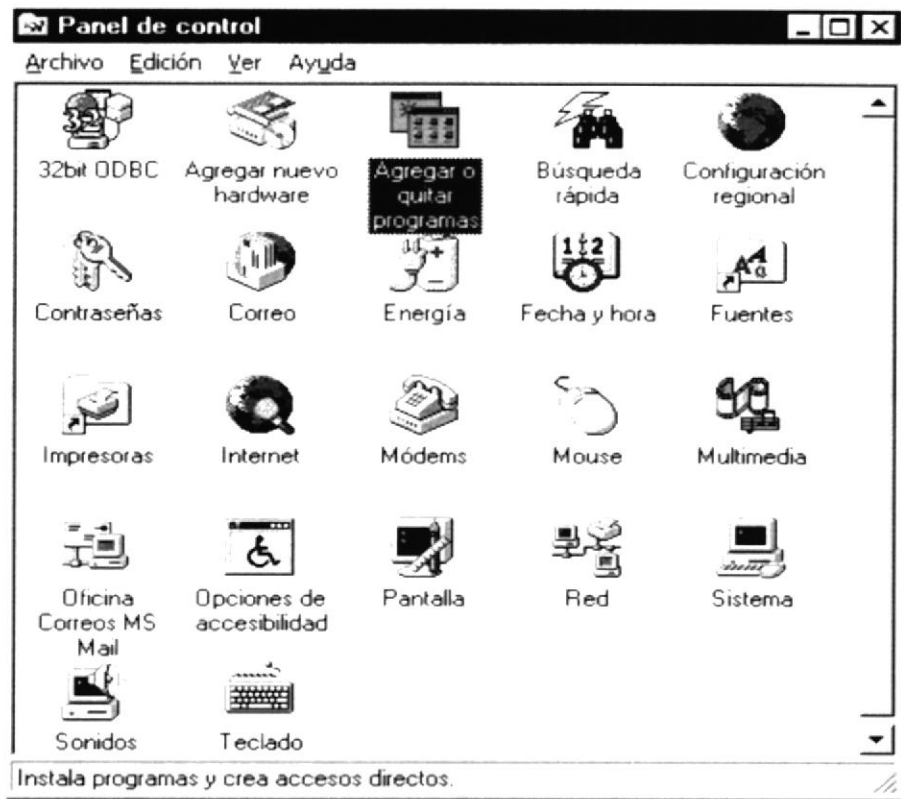 Panel de control
Archivo Edición Ver Ayuda
32bit ODBC
Agregar nuevo
hardware
Agregar o
quitar
programas
Búsqueda
rápida
Configuración
regional
Contraseñas
Correo
Energía
Fecha y hora
Fuentes
Impresoras
Internet
Módems
Mouse
Multimedia
Oficina
Correos MS
Mail
Opciones de
accesibilidad
Pantalla
Red
Sistema
Sonidos
Teclado
Instala programas y crea accesos directos.